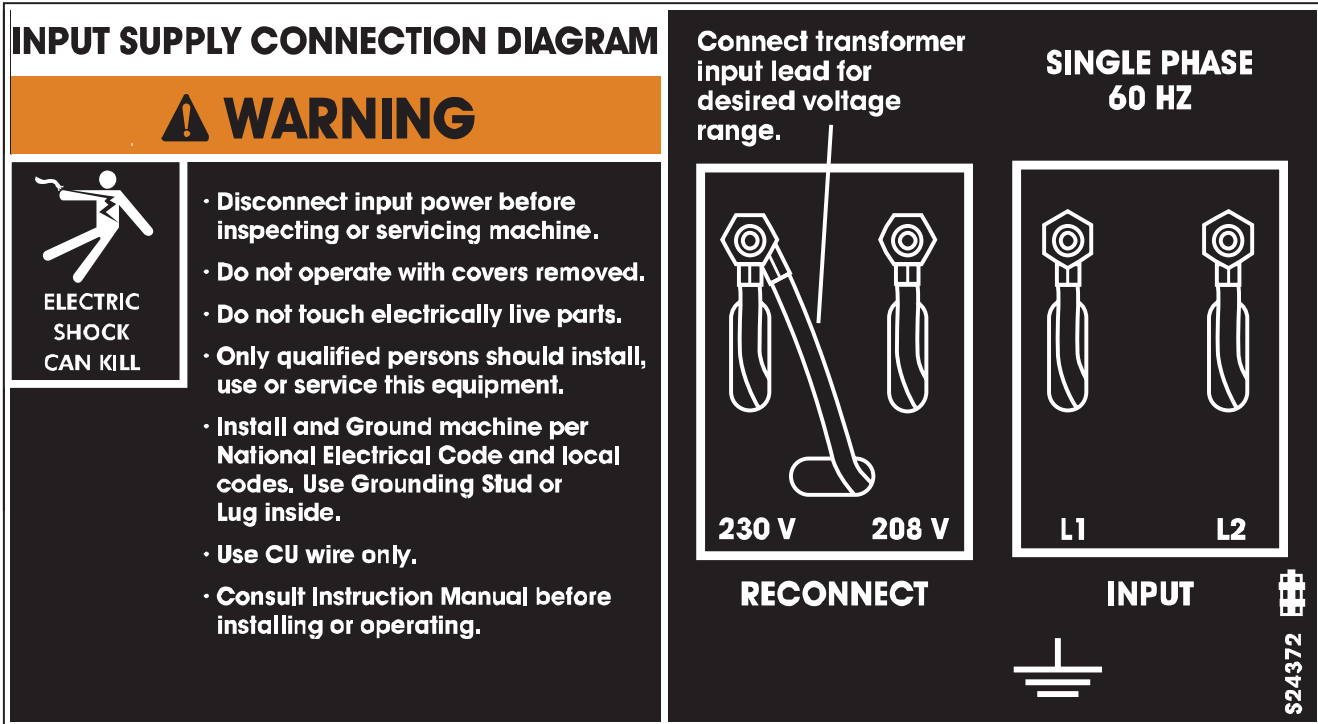 INPUT SUPPLY CONNECTION DIAGRAM
WARNING
ELECTRIC
SHOCK
CAN KILL
· Disconnect input power before
inspecting or servicing machine.
· Do not operate with covers removed.
· Do not touch electrically live parts.
· Only qualified persons should install,
use or service this equipment.
· Install and Ground machine per
National Electrical Code and local
codes. Use Grounding Stud or
Lug inside.
· Use CU wire only.
· Consult Instruction Manual before
installing or operating.
Connect transformer
input lead for
desired voltage
range.
SINGLE PHASE
60 HZ
230 V 208 V
L1 L2
RECONNECT
INPUT
S24372